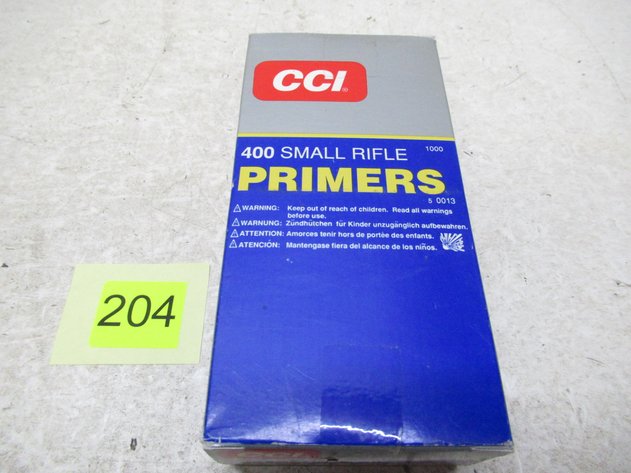 CCI®
400 SMALL RIFLE 1000
PRIMERS
5 0013
⚠WARNING: Keep out of reach of children. Read all warnings
before use.
⚠WARNUNG: Zündhütchen für Kinder unzugänglich aufbewahren.
⚠ATTENTION: Amorces tenir hors de portée des enfants.
⚠ATENCIÓN: Mantengase fiera del alcance de los niños.
204